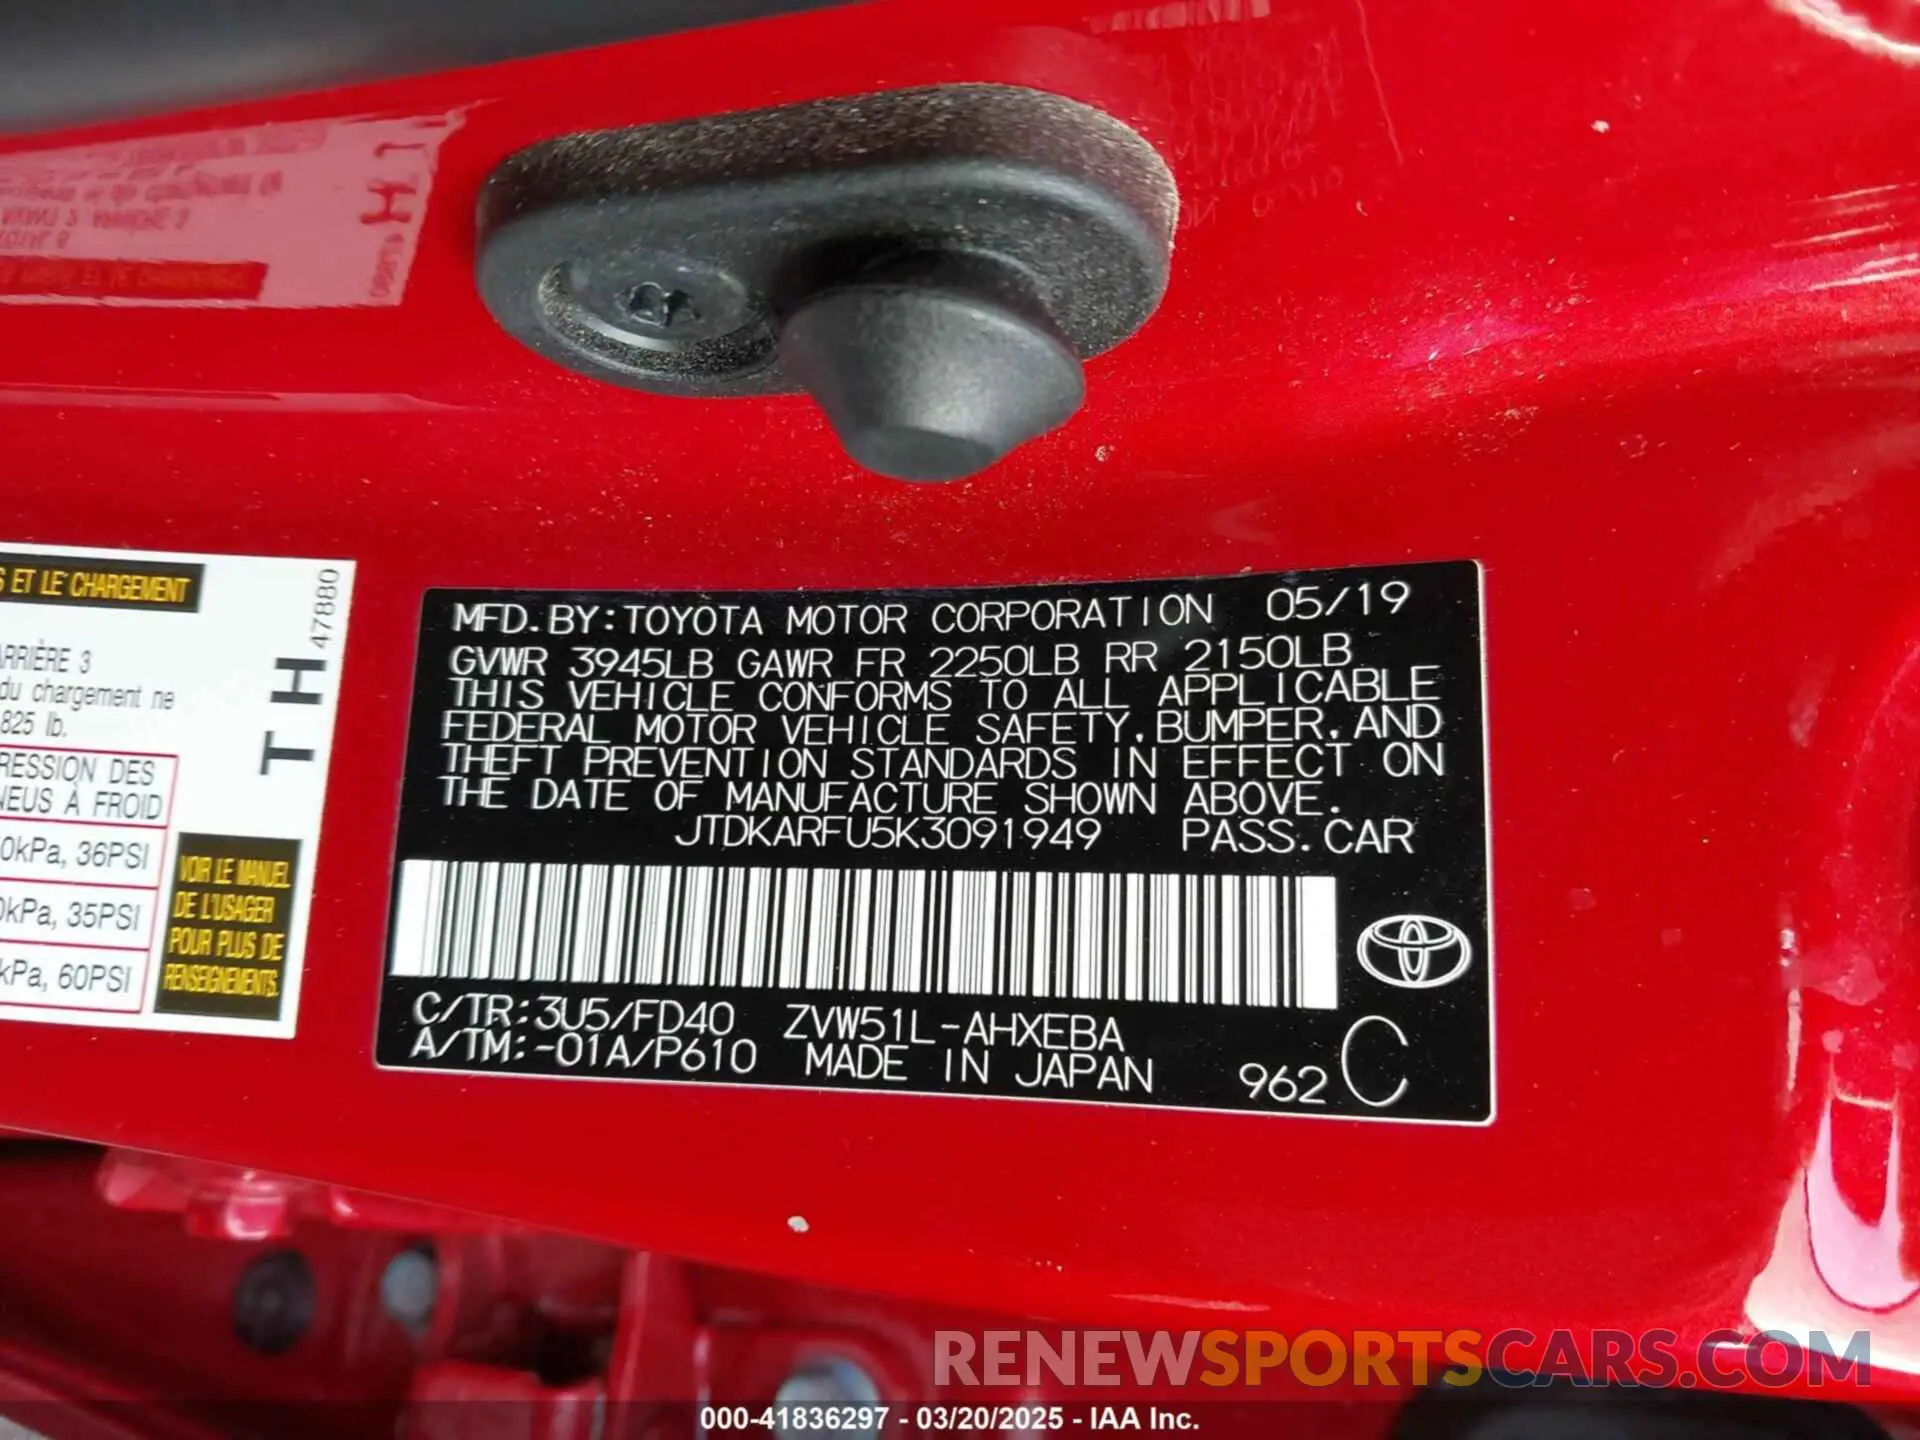 S ET LE CHARGEMENT
ARRIÈRE 3
du chargement ne
825 lb.
RESSION DES
NEUS À FROID
0kPa, 36PSI
0kPa, 35PSI
kPa, 60PSI
VOIR LE MANUEL
DE L'USAGER
POUR PLUS DE
RENSEIGNEMENTS.
TH
47880
MFD. BY: TOYOTA MOTOR CORPORATION 05/19
GVWR 3945LB GAWR FR 2250LB RR 2150LB
THIS VEHICLE CONFORMS TO ALL APPLICABLE
FEDERAL MOTOR VEHICLE SAFETY, BUMPER, AND
THEFT PREVENTION STANDARDS IN EFFECT ON
THE DATE OF MANUFACTURE SHOWN ABOVE.
JTDKARFU5K3091949 PASS. CAR
C/TR: 3U5/FD40 ZVW51L-AHXEBA
A/TM: -01A/P610 MADE IN JAPAN 962 C
RENEWSPORTSCARS.COM
000-41836297 - 03/20/2025 - IAA Inc.